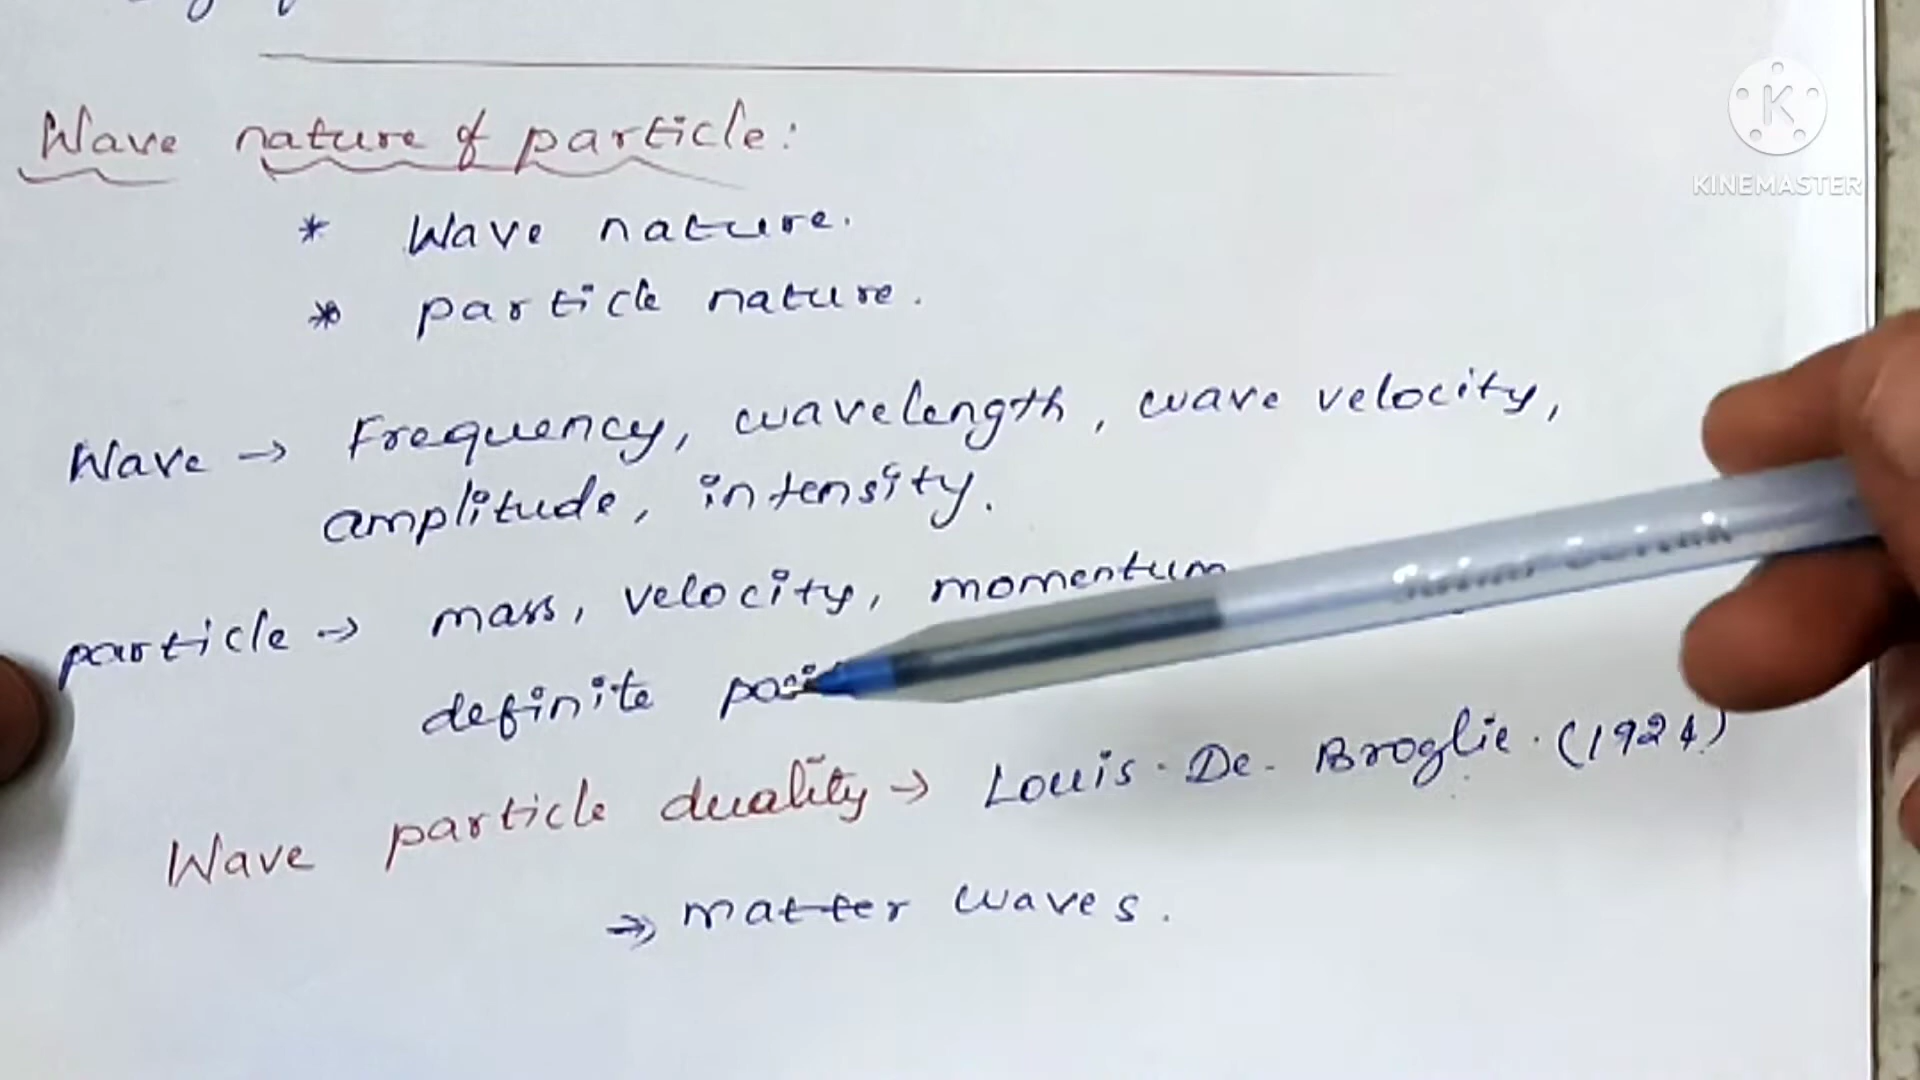 Wave nature of particle:
* Wave nature.
* particle nature.
Wave → Frequency, wavelength, wave velocity,
amplitude, intensity.
particle → mass, velocity, momentum
definite
Wave particle duality → Louis. De. Broglie. (1924)
⇒ matter waves.
K
KINEMASTER